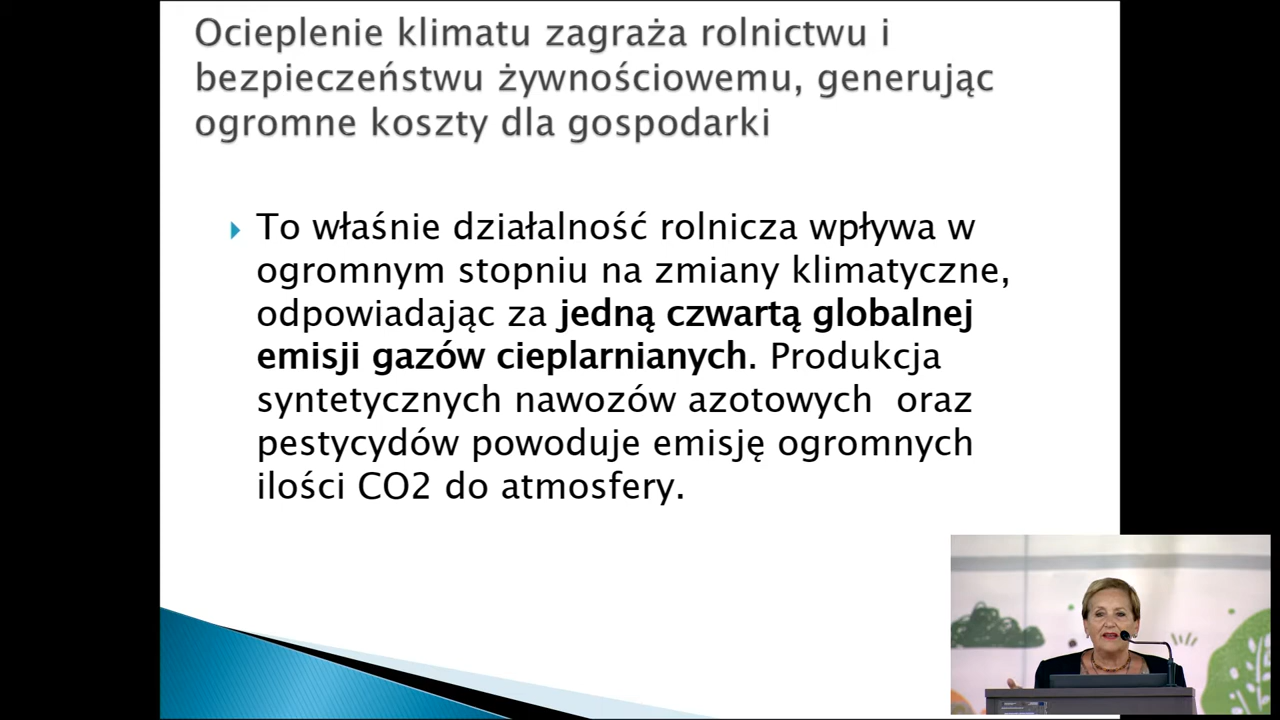 Ocieplenie klimatu zagraża rolnictwu i
bezpieczeństwu żywnościowemu, generując
ogromne koszty dla gospodarki
To właśnie działalność rolnicza wpływa w
ogromnym stopniu na zmiany klimatyczne,
odpowiadając za jedną czwartą globalnej
emisji gazów cieplarnianych. Produkcja
syntetycznych nawozów azotowych oraz
pestycydów powoduje emisję ogromnych
ilości CO2 do atmosfery.